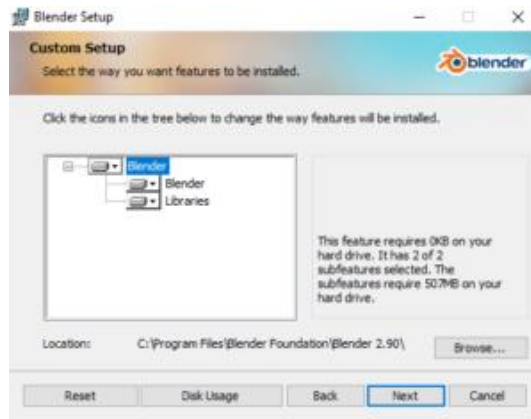 Blender Setup
Custom Setup
Select the way you want features to be installed.
blender
Click the icons in the tree below to change the way features will be installed.
Blender
Blender
Libraries
This feature requires 0KB on your
hard drive. It has 2 of 2
subfeatures selected. The
subfeatures require 507MB on your
hard drive.
Location: C:\Program Files\Blender Foundation\Blender 2.90\ Browse...
Reset Disk Usage Back Next Cancel